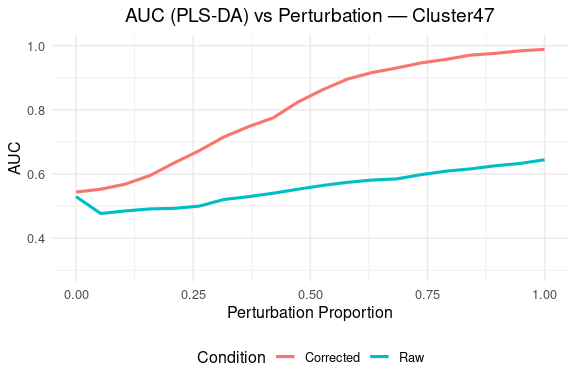 AUC (PLS-DA) vs Perturbation — Cluster47
1.0
0.8
0.6
0.4
AUC
0.00 0.25 0.50 0.75 1.00
Perturbation Proportion
Condition Corrected Raw